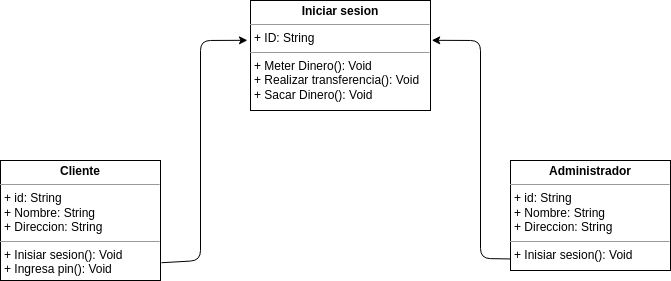 Iniciar sesion
+ ID: String
+ Meter Dinero(): Void
+ Realizar transferencia(): Void
+ Sacar Dinero(): Void
Cliente
+ id: String
+ Nombre: String
+ Direccion: String
+ Inisiar sesion(): Void
+ Ingresa pin(): Void
Administrador
+ id: String
+ Nombre: String
+ Direccion: String
+ Inisiar sesion(): Void